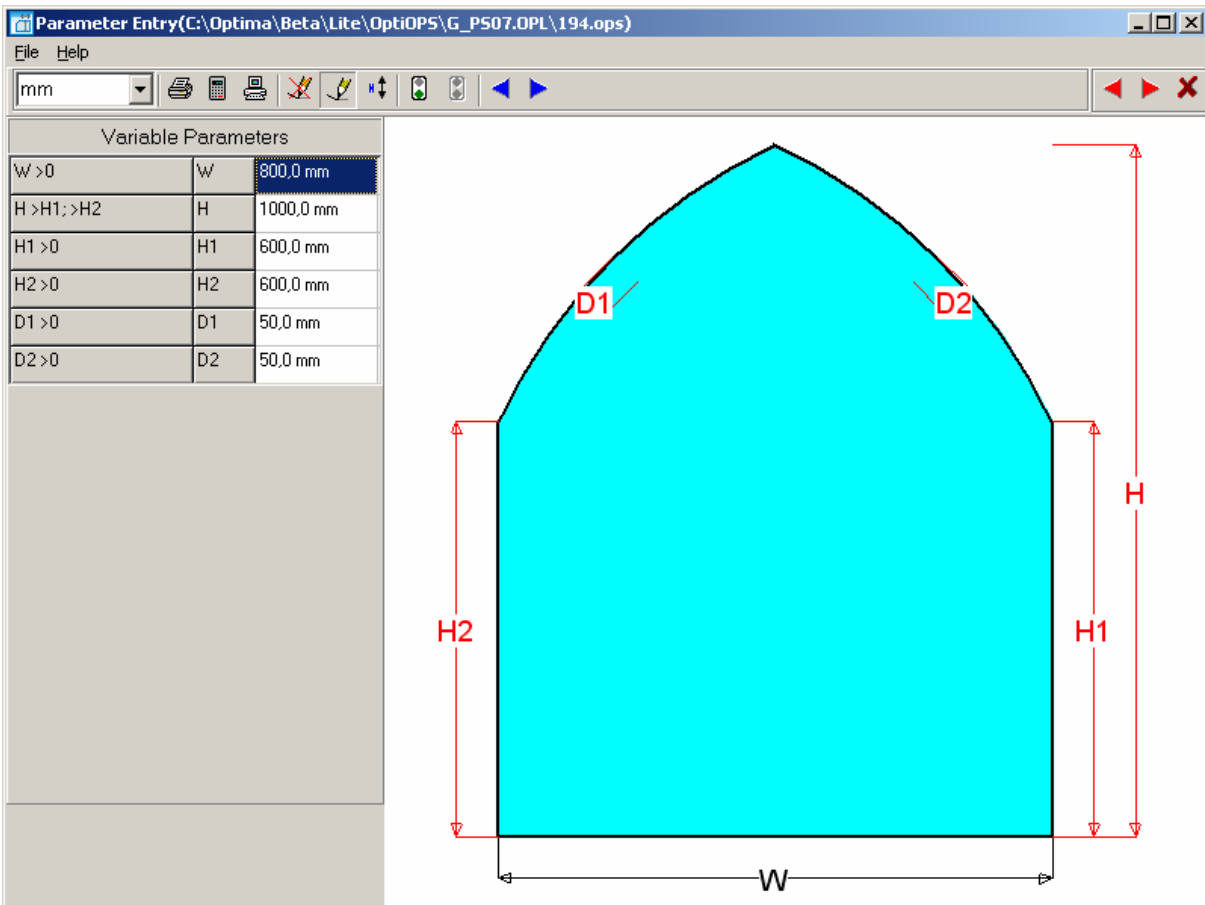 Parameter Entry(C:\Optima\Beta\Lite\OptiOPS\G_PS07.OPL\194.ops)
File Help
mm
Variable Parameters
W >0 W 800,0 mm
H >H1; >H2 H 1000,0 mm
H1 >0 H1 600,0 mm
H2 >0 H2 600,0 mm
D1 >0 D1 50,0 mm
D2 >0 D2 50,0 mm
D1 D2
H
H2 H1
W